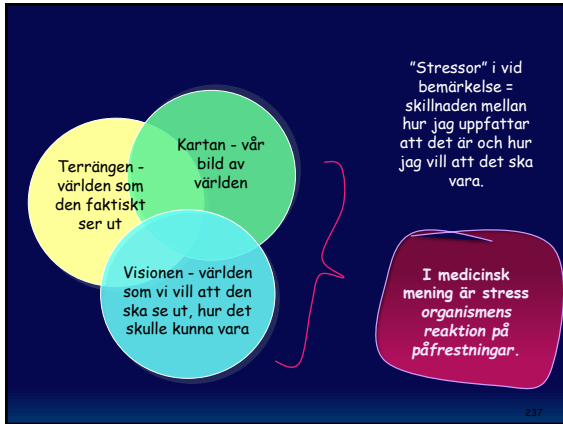 Terrängen -
världen som
den faktiskt
ser ut
Kartan - vår
bild av
världen
Visionen - världen
som vi vill att den
ska se ut, hur det
skulle kunna vara
”Stressor” i vid
bemärkelse =
skillnaden mellan
hur jag uppfattar
att det är och hur
jag vill att det ska
vara.
I medicinsk
mening är stress
organismens
reaktion på
påfrestningar.
237